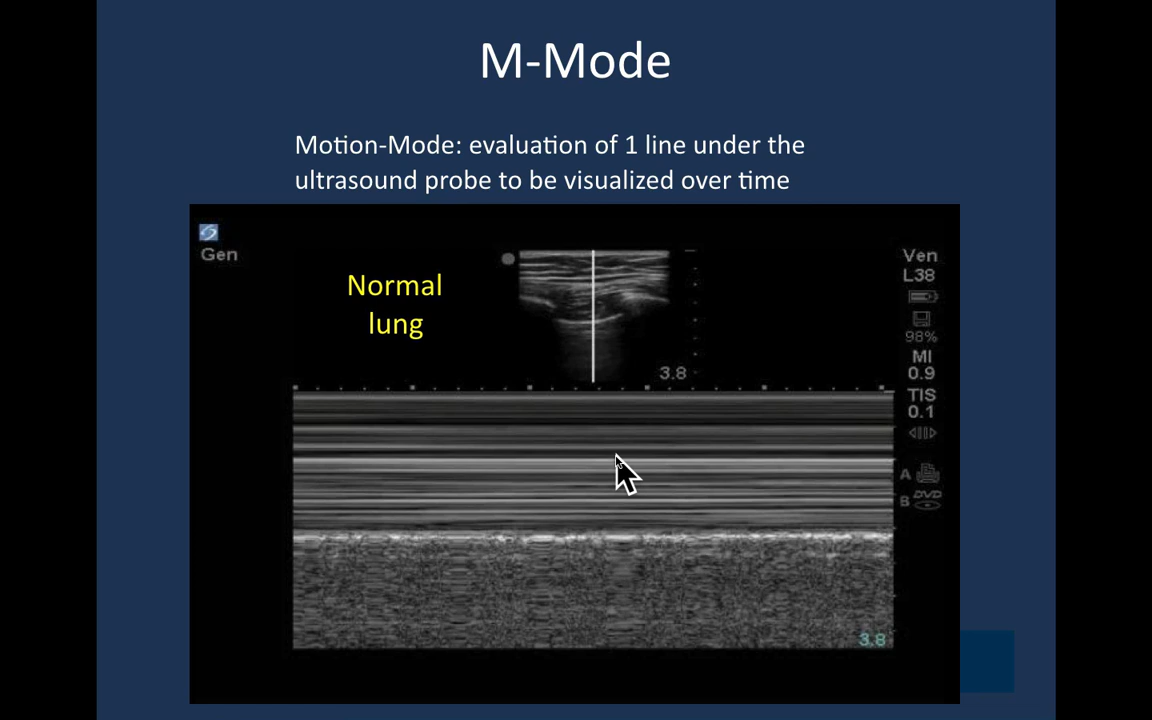 M-Mode
Motion-Mode: evaluation of 1 line under the
ultrasound probe to be visualized over time
Gen
Normal
lung
3.8
Ven
L38
98%
MI
0.9
TIS
0.1
A
B DVD
3.8